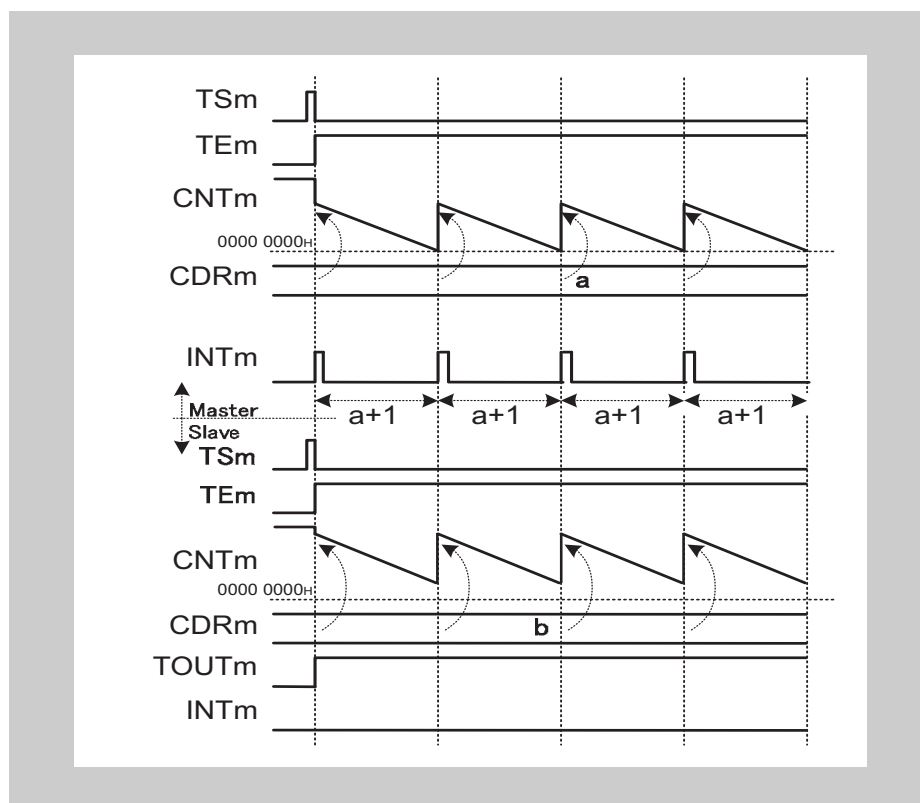 TSm
TEm
CNTm
0000 0000H
CDRm
a
INTm
a+1 a+1 a+1 a+1
Master
Slave
TSm
TEm
CNTm
0000 0000H
CDRm
b
TOUTm
INTm